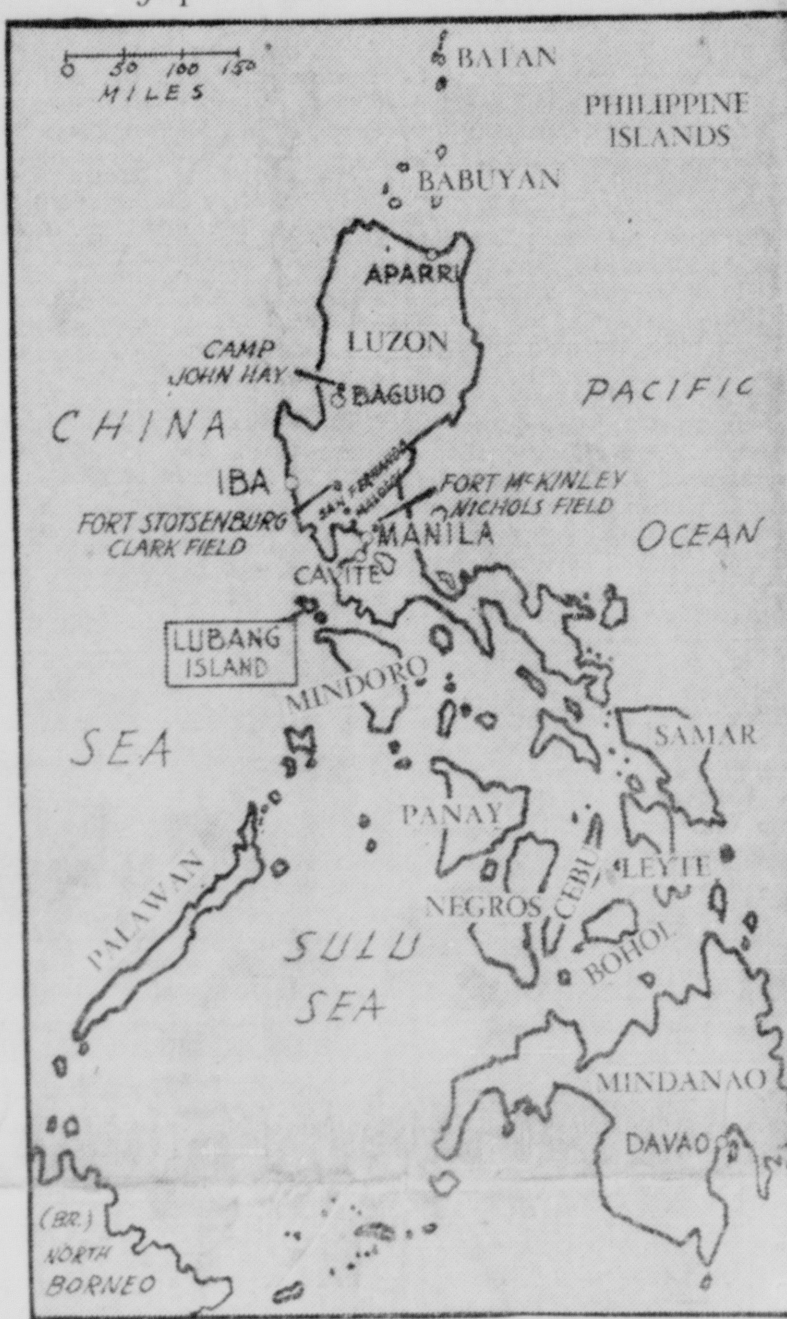 0 50 100 150
MILES
BATAN
PHILIPPINE
ISLANDS
BABUYAN
APARRI
LUZON
CAMP
JOHN HAY
BAGUIO
PACIFIC
CHINA
IBA
SAN FERNANDO
FORT McKINLEY
NICHOLS FIELD
FORT STOTSENBURG
CLARK FIELD
MANILA
OCEAN
CAVITE
LUBANG
ISLAND
MINDORO
SEA
SAMAR
PANAY
CEBU
LEYTE
PALAWAN
NEGROS
BOHOL
SULU
SEA
MINDANAO
DAVAO
(BR.)
NORTH
BORNEO